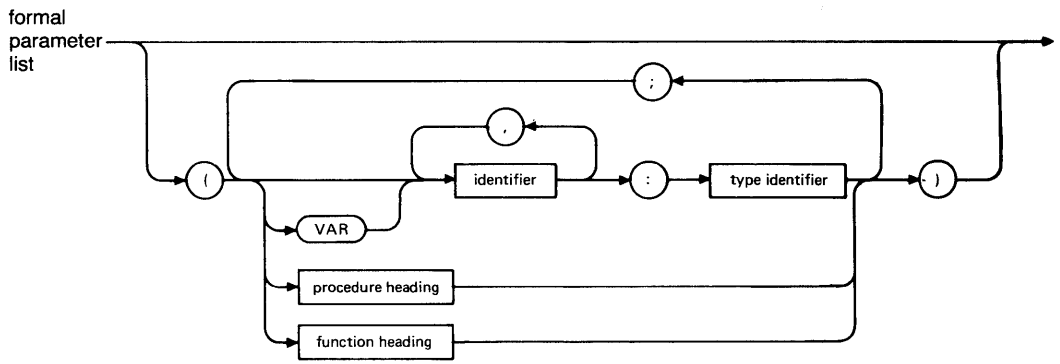 formal
parameter
list
;
,
( identifier : type identifier )
VAR
procedure heading
function heading